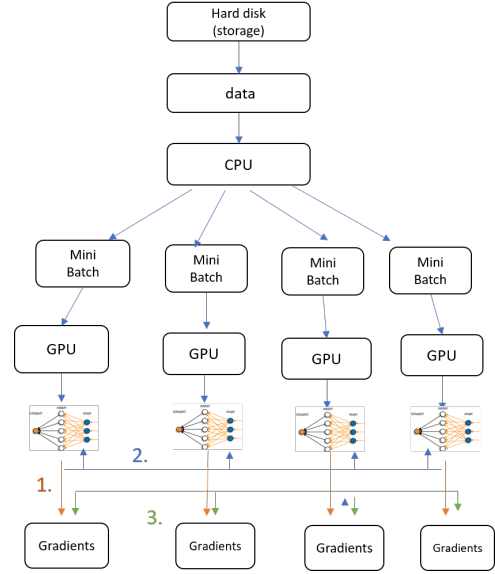 Hard disk
(storage)
data
CPU
Mini
Batch
Mini
Batch
Mini
Batch
Mini
Batch
GPU
GPU
GPU
GPU
1.
2.
3.
Gradients
Gradients
Gradients
Gradients